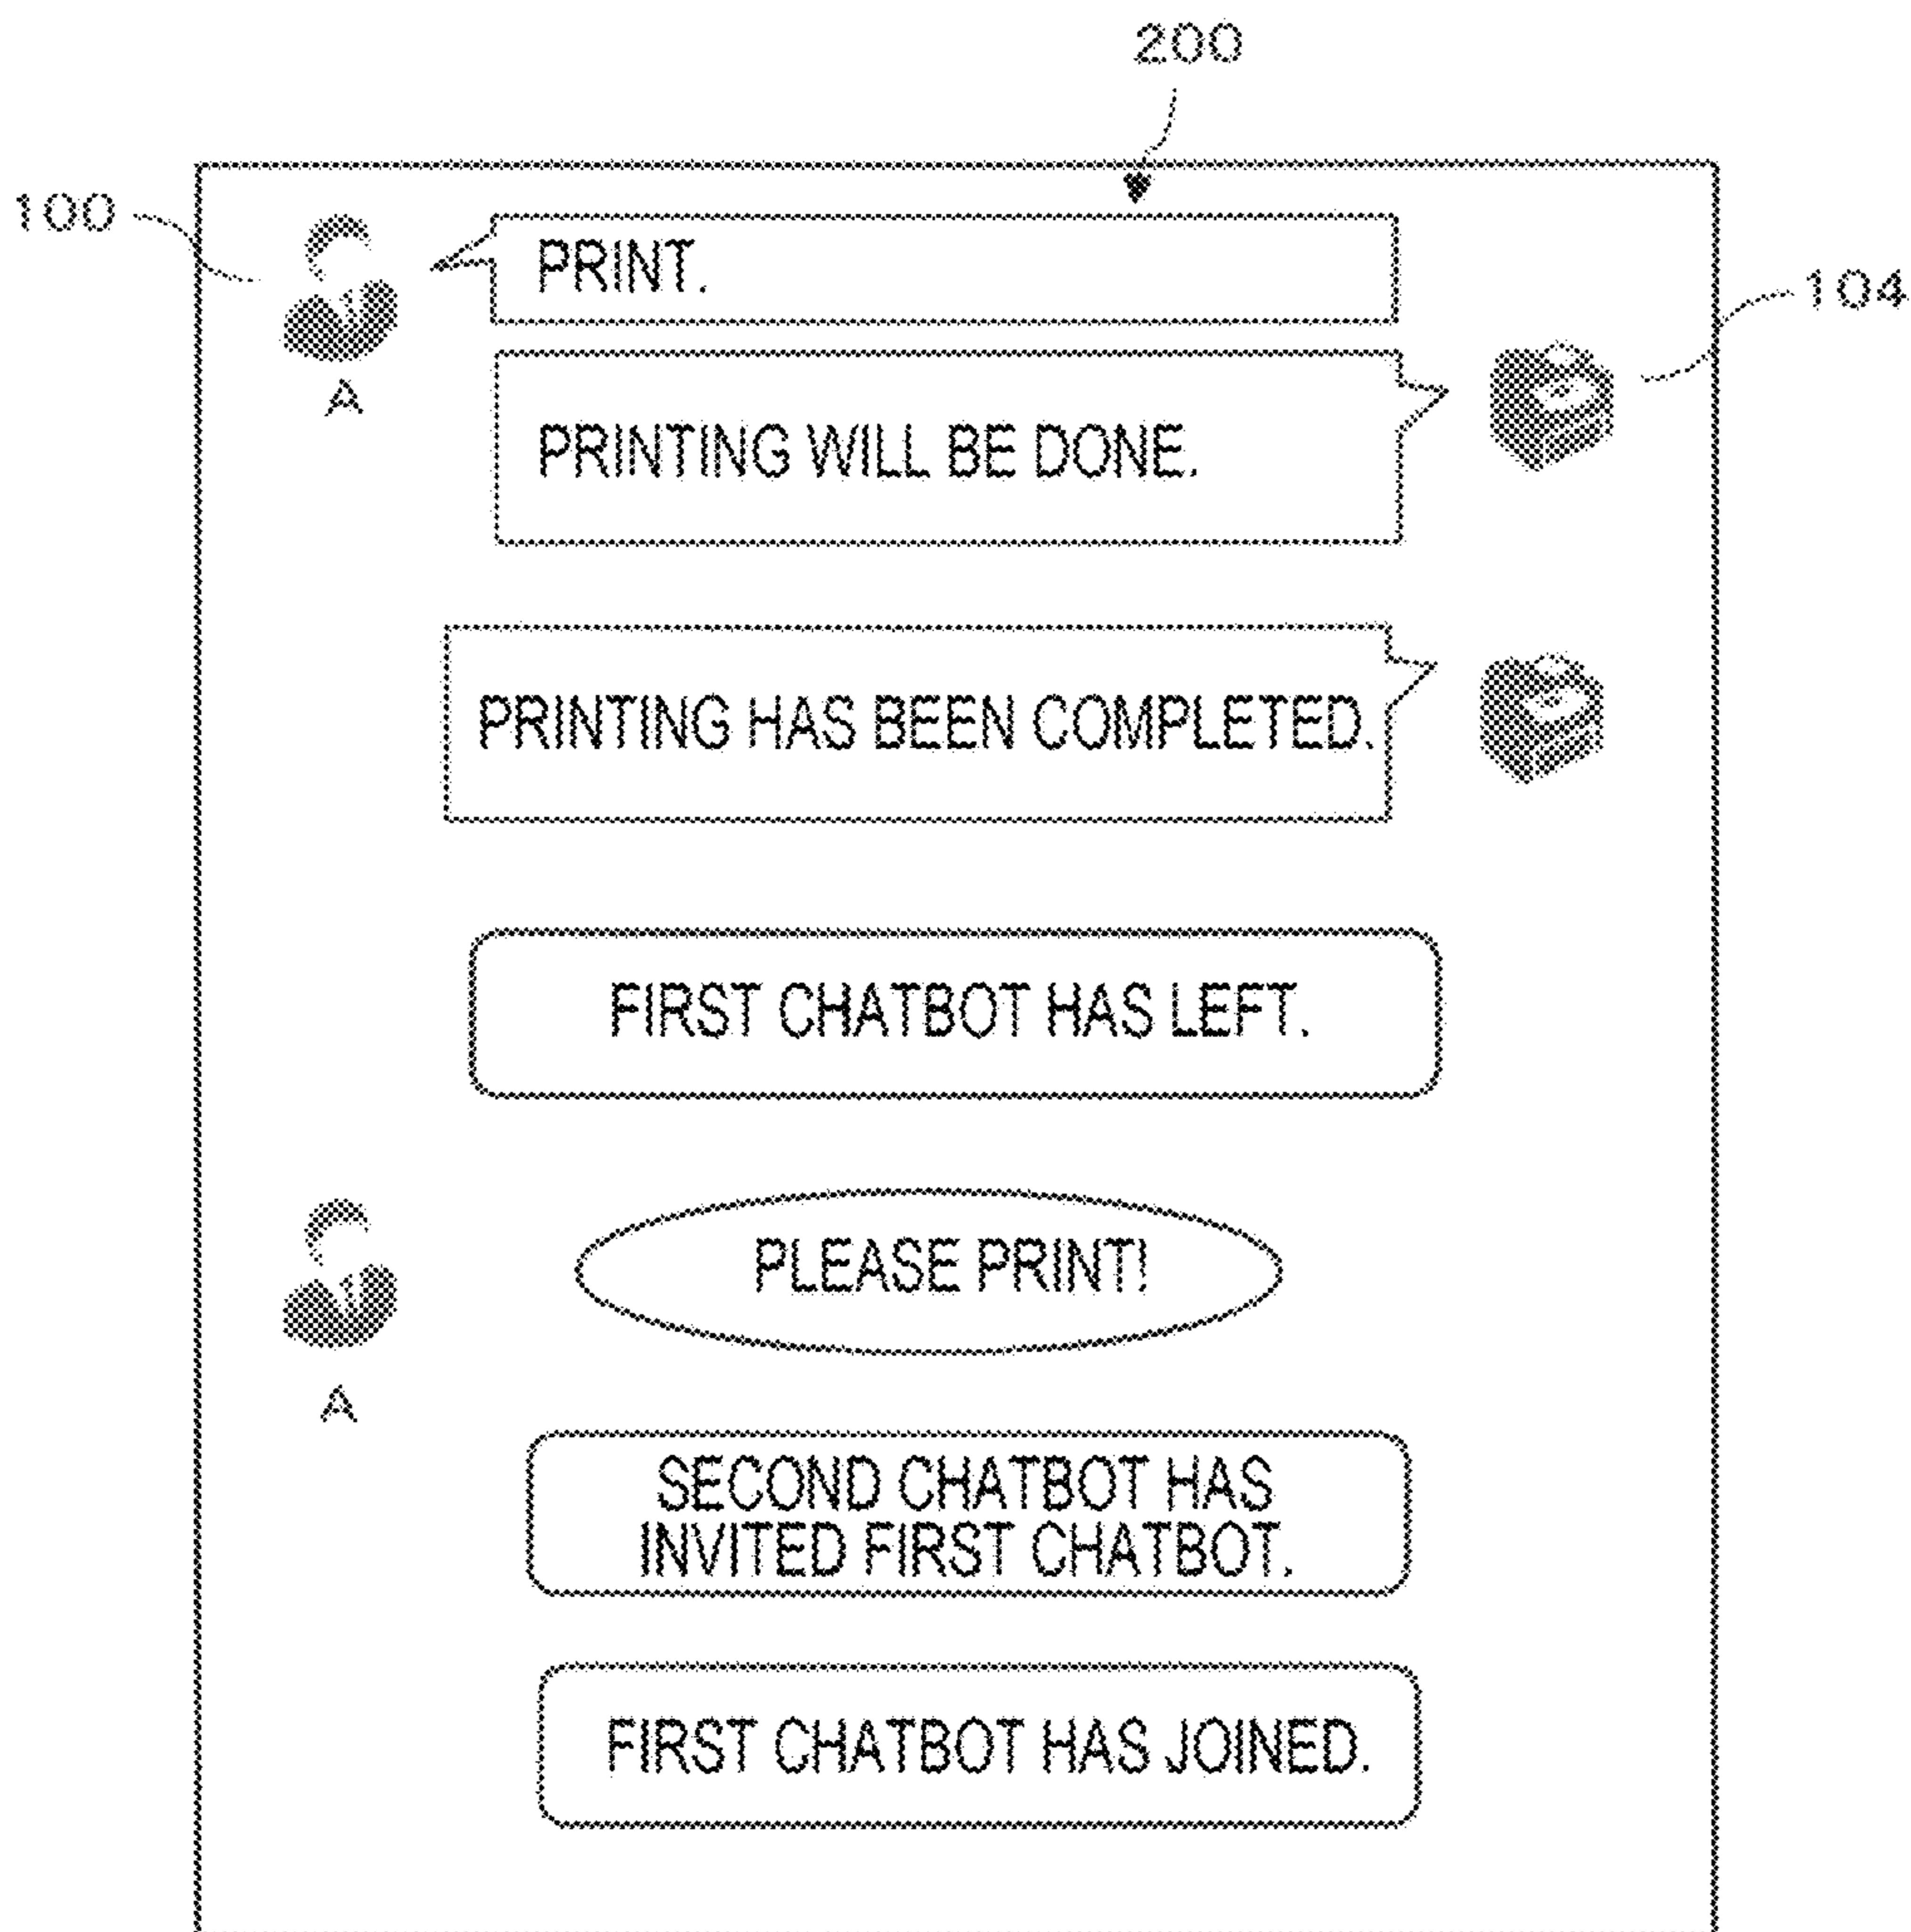 200
100
PRINT.
104
A
PRINTING WILL BE DONE.
PRINTING HAS BEEN COMPLETED.
FIRST CHATBOT HAS LEFT.
PLEASE PRINT!
A
SECOND CHATBOT HAS
INVITED FIRST CHATBOT.
FIRST CHATBOT HAS JOINED.